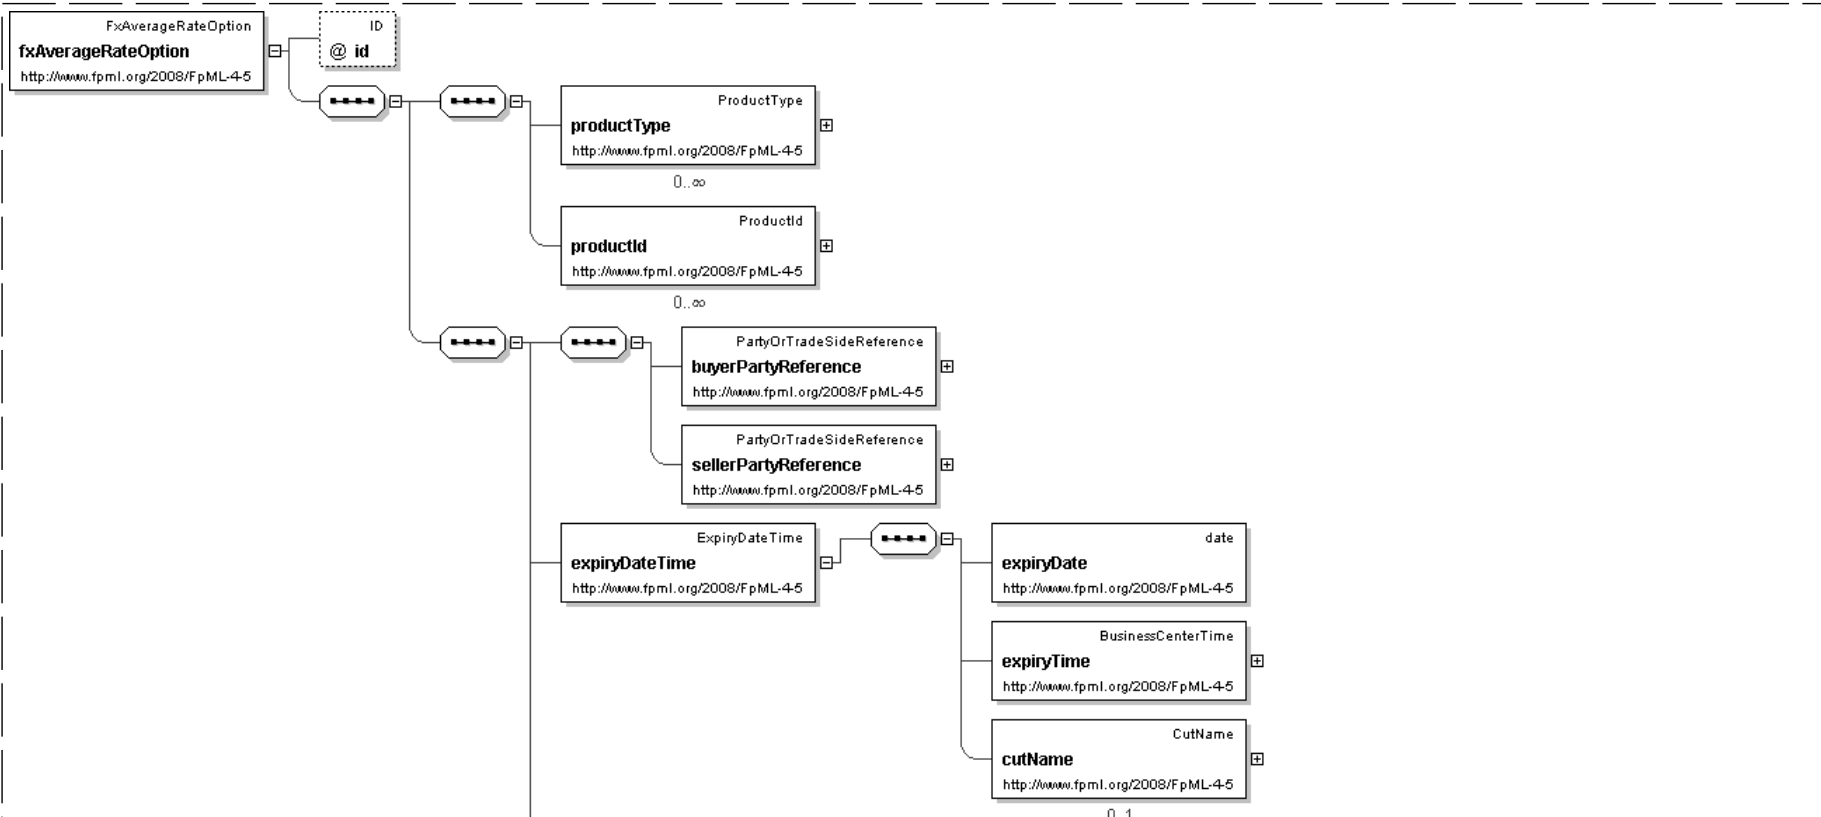 FxAverageRateOption
fxAverageRateOption
http://www.fpml.org/2008/FpML-4-5
ID
@ id
ProductType
productType
http://www.fpml.org/2008/FpML-4-5
0..∞
ProductId
productId
http://www.fpml.org/2008/FpML-4-5
0..∞
PartyOrTradeSideReference
buyerPartyReference
http://www.fpml.org/2008/FpML-4-5
PartyOrTradeSideReference
sellerPartyReference
http://www.fpml.org/2008/FpML-4-5
ExpiryDateTime
expiryDateTime
http://www.fpml.org/2008/FpML-4-5
date
expiryDate
http://www.fpml.org/2008/FpML-4-5
BusinessCenterTime
expiryTime
http://www.fpml.org/2008/FpML-4-5
CutName
cutName
http://www.fpml.org/2008/FpML-4-5
0..1